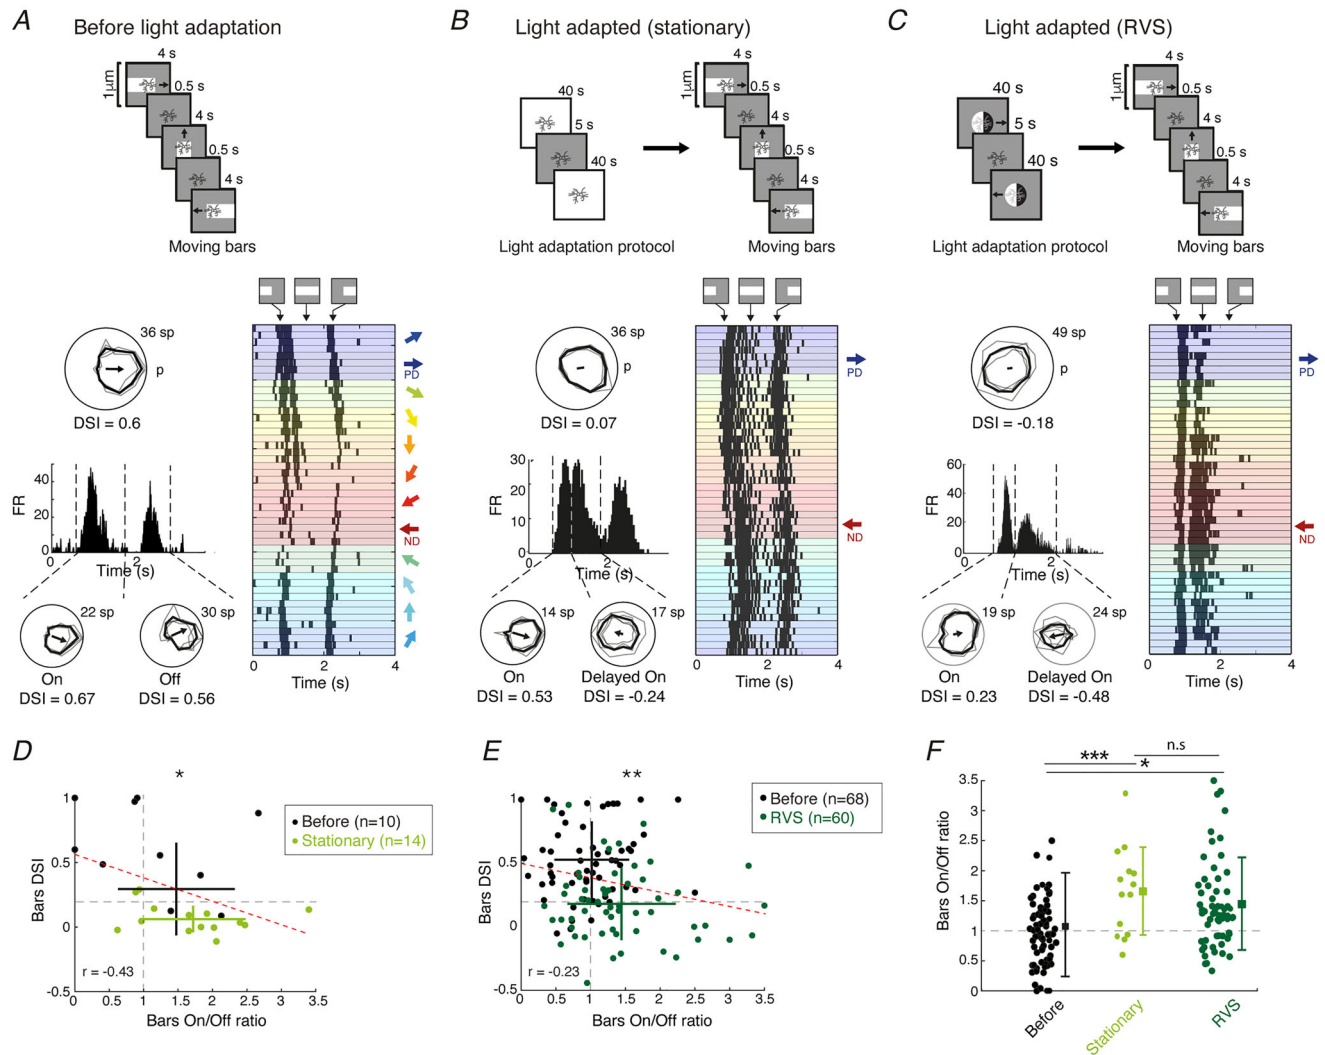 A Before light adaptation
4 s
0.5 s
4 s
0.5 s
4 s
1µm
Moving bars
36 sp
p
DSI = 0.6
FR
40
20
0
0
2
Time (s)
22 sp
30 sp
On
DSI = 0.67
Off
DSI = 0.56
PD
ND
0
2
4
Time (s)
B Light adapted (stationary)
40 s
5 s
40 s
Light adaptation protocol
4 s
0.5 s
4 s
0.5 s
4 s
1µm
Moving bars
36 sp
p
DSI = 0.07
FR
30
20
10
0
0
2
Time (s)
14 sp
17 sp
On
DSI = 0.53
Delayed On
DSI = -0.24
PD
ND
0
2
4
Time (s)
C Light adapted (RVS)
40 s
5 s
40 s
Light adaptation protocol
4 s
0.5 s
4 s
0.5 s
4 s
1µm
Moving bars
49 sp
p
DSI = -0.18
FR
60
40
20
0
0
2
Time (s)
19 sp
24 sp
On
DSI = 0.23
Delayed On
DSI = -0.48
PD
ND
0
2
4
Time (s)
D
*
Before (n=10)
Stationary (n=14)
Bars DSI
1
0.5
0
-0.5
r = -0.43
0 0.5 1 1.5 2 2.5 3 3.5
Bars On/Off ratio
E
**
Before (n=68)
RVS (n=60)
Bars DSI
1
0.5
0
-0.5
r = -0.23
0 0.5 1 1.5 2 2.5 3 3.5
Bars On/Off ratio
F
n.s
***
*
Bars On/Off ratio
3.5
3
2.5
2
1.5
1
0.5
0
Before
Stationary
RVS